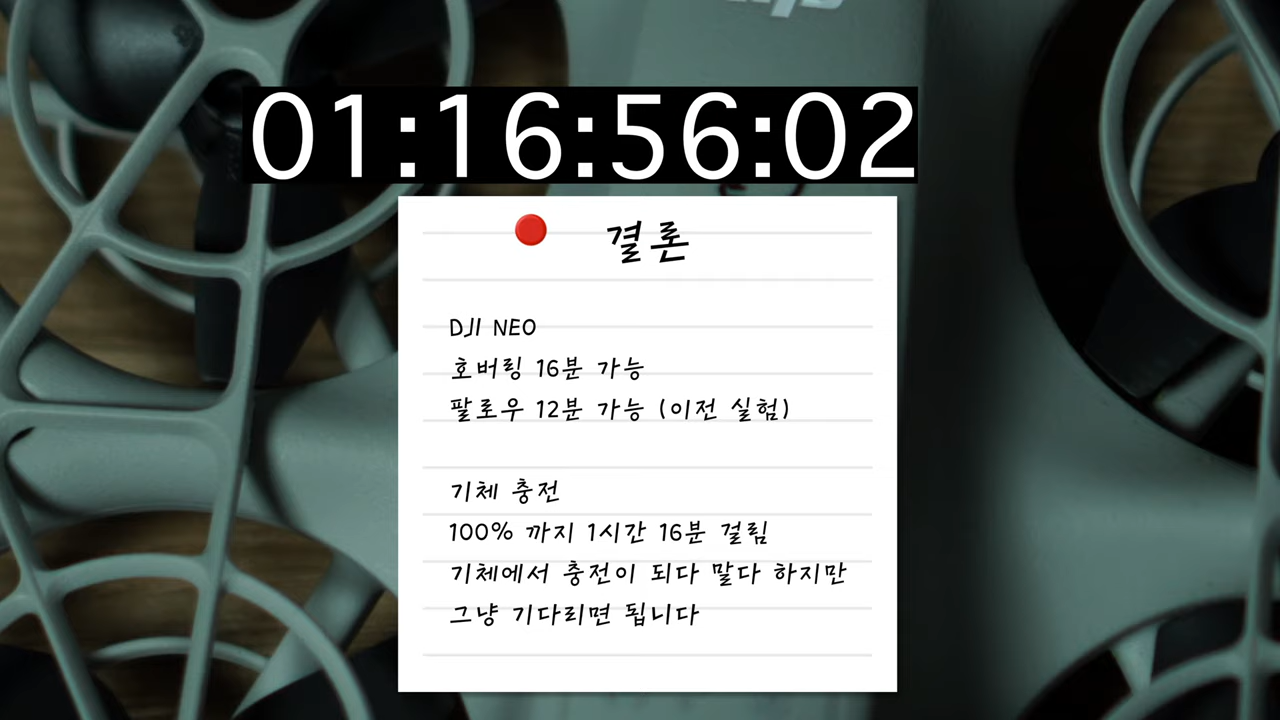 01:16:56:02
결론
DJI NEO
호버링 16분 가능
팔로우 12분 가능 (이전 실험)
기체 충전
100% 까지 1시간 16분 걸림
기체에서 충전이 되다 말다 하지만
그냥 기다리면 됩니다